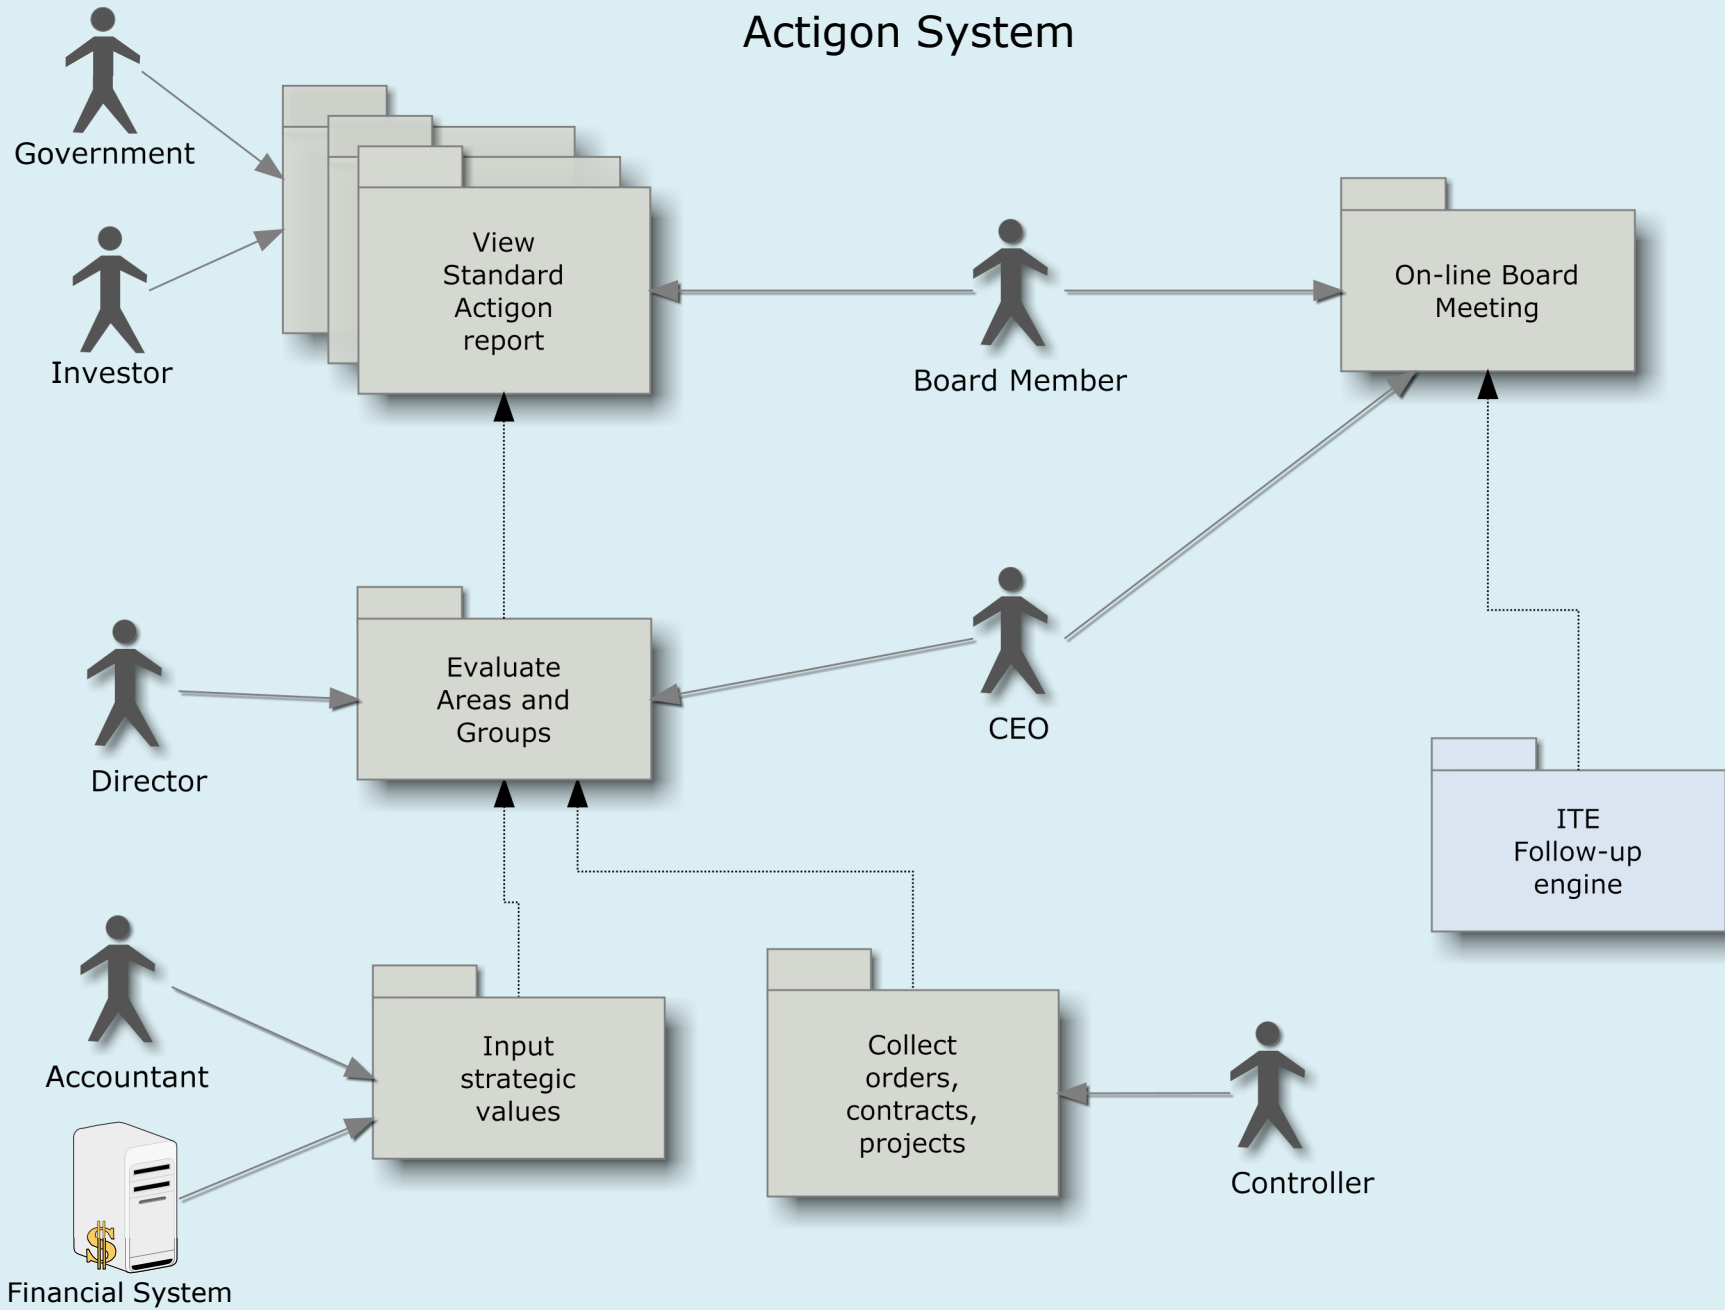 Actigon System
Government
View
Standard
Actigon
report
Investor
Board Member
On-line Board
Meeting
Director
Evaluate
Areas and
Groups
CEO
ITE
Follow-up
engine
Accountant
Input
strategic
values
Collect
orders,
contracts,
projects
Controller
$
Financial System